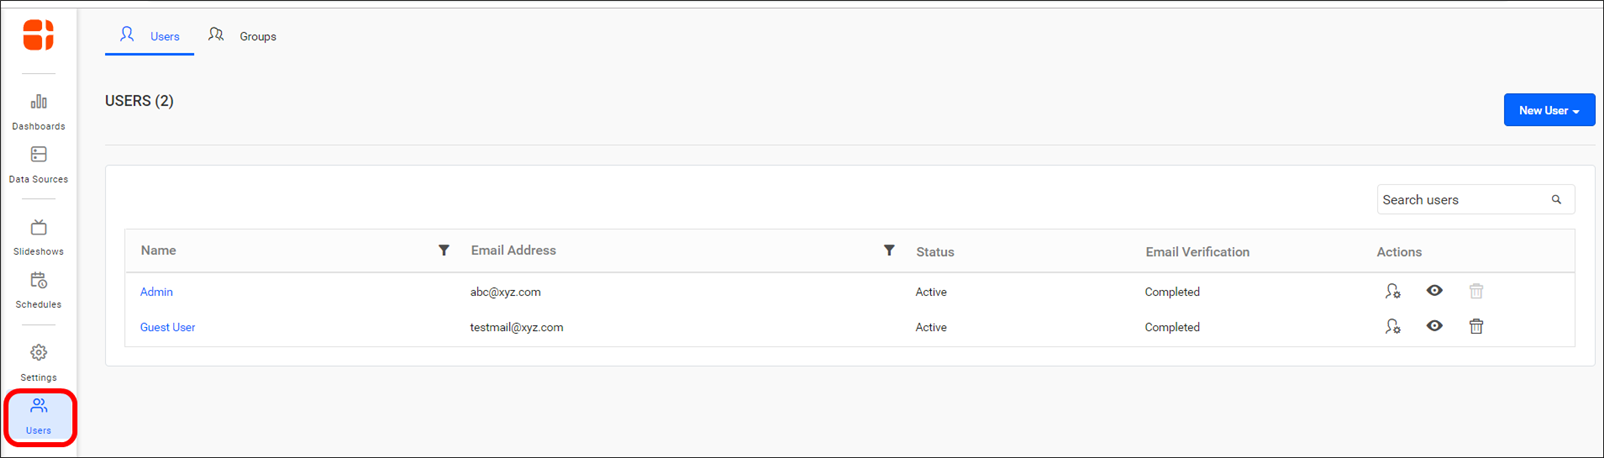 Users
Groups
USERS (2)
New User
Dashboards
Data Sources
Slideshows
Schedules
Settings
Users
Search users
Name Email Address Status Email Verification Actions
Admin abc@xyz.com Active Completed
Guest User testmail@xyz.com Active Completed